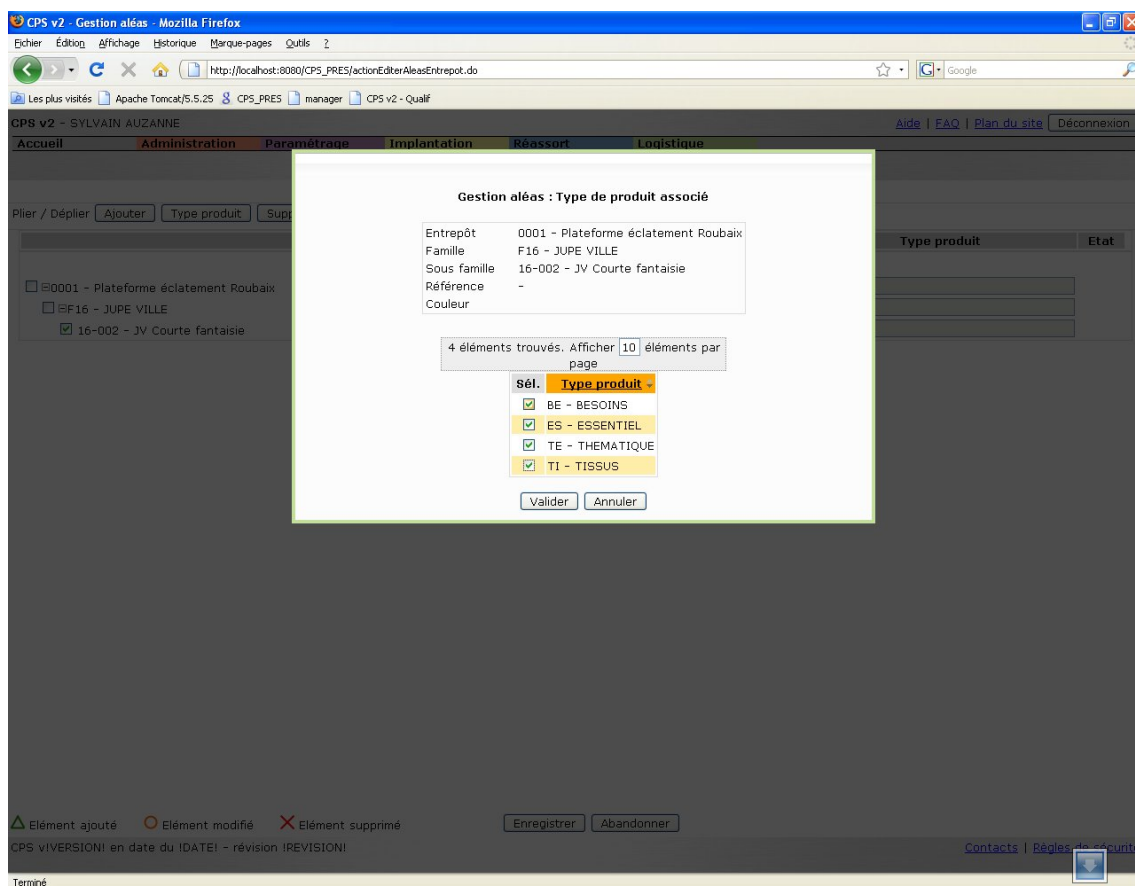 CPS v2 - Gestion aléas - Mozilla Firefox
Fichier Édition Affichage Historique Marque-pages Outils ?
http://localhost:8080/CPS_PRES/actionEditerAleasEntrepot.do
G Google
Les plus visités Apache Tomcat/5.5.25 CPS_PRES manager CPS v2 - Qualif
CPS v2 - SYLVAIN AUZANNE Aide | FAQ | Plan du site Déconnexion
Accueil Administration Paramétrage Implantation Réassort Logistique
Gestion aléas : Type de produit associé
Plier / Déplier Ajouter Type produit Supp
Entrepôt 0001 - Plateforme éclatement Roubaix
Famille F16 - JUPE VILLE
Sous famille 16-002 - JV Courte fantaisie
Référence -
Couleur
Type produit Etat
0001 - Plateforme éclatement Roubaix
F16 - JUPE VILLE
16-002 - JV Courte fantaisie
4 éléments trouvés. Afficher 10 éléments par
page
Sél. Type produit
BE - BESOINS
ES - ESSENTIEL
TE - THEMATIQUE
TI - TISSUS
Valider Annuler
Elément ajouté Elément modifié Elément supprimé Enregistrer Abandonner
CPS v!VERSION! en date du !DATE! - révision !REVISION! Contacts | Règles de sécurité
Terminé